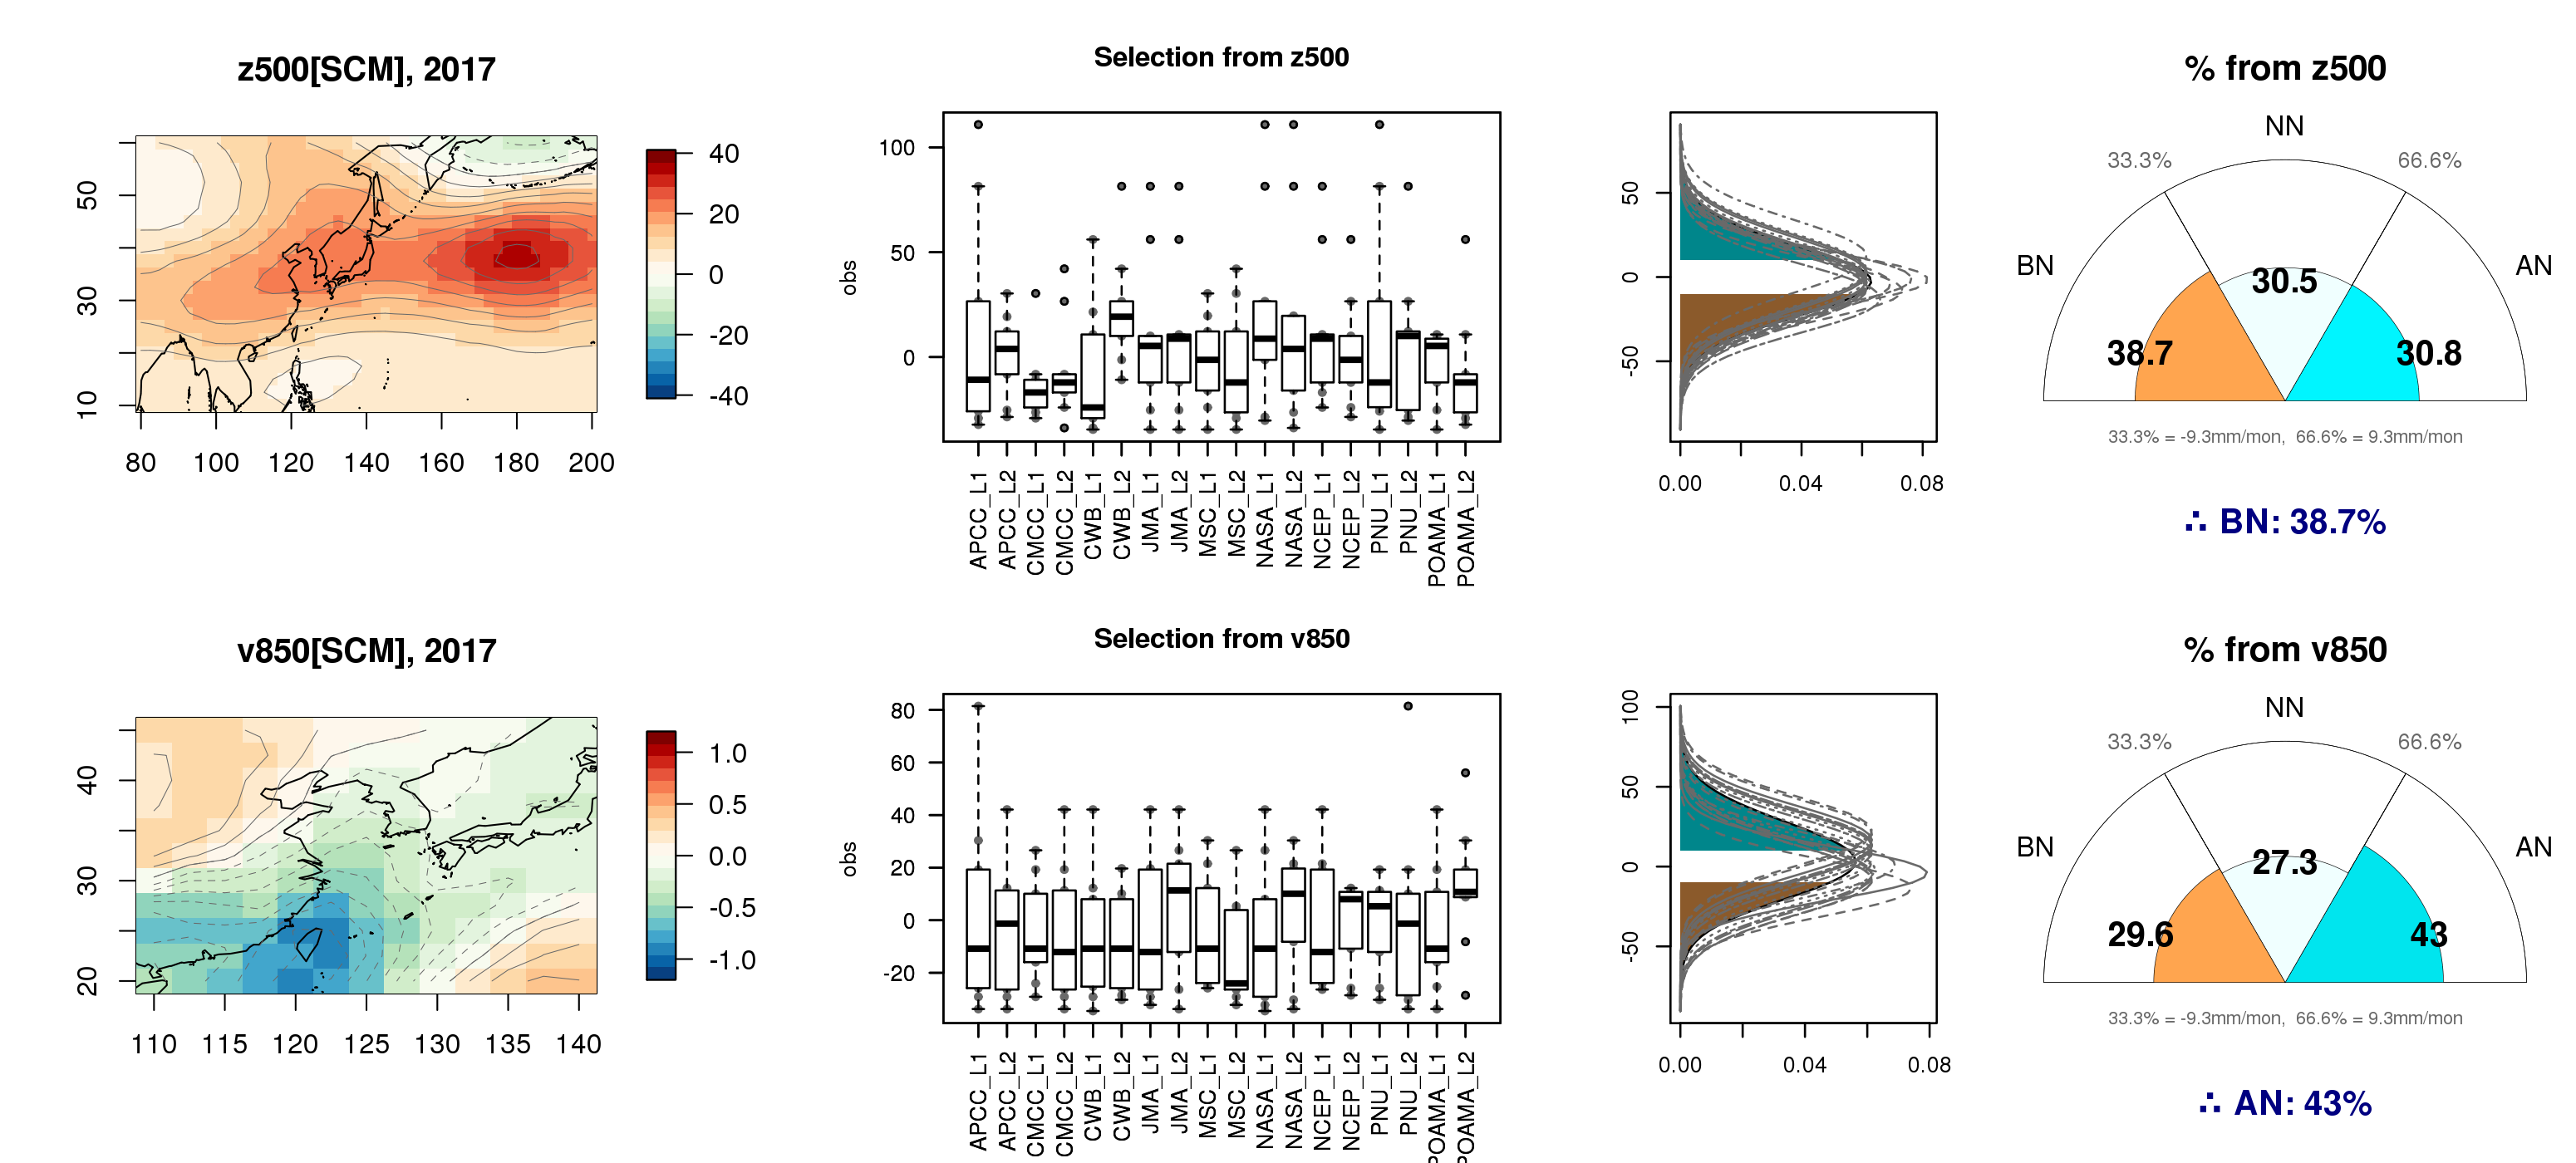 z500[SCM], 2017
50
30
10
80 100 120 140 160 180 200
40
20
0
-20
-40
Selection from z500
obs
100
50
0
APCC_L1
APCC_L2
CMCC_L1
CMCC_L2
CWB_L1
CWB_L2
JMA_L1
JMA_L2
MSC_L1
MSC_L2
NASA_L1
NASA_L2
NCEP_L1
NCEP_L2
PNU_L1
PNU_L2
POAMA_L1
POAMA_L2
50
0
-50
0.00 0.04 0.08
% from z500
NN
33.3% 66.6%
BN AN
30.5
38.7 30.8
33.3% = -9.3mm/mon, 66.6% = 9.3mm/mon
∴ BN: 38.7%
v850[SCM], 2017
40
30
20
110 115 120 125 130 135 140
1.0
0.5
0.0
-0.5
-1.0
Selection from v850
obs
80
60
40
20
0
-20
APCC_L1
APCC_L2
CMCC_L1
CMCC_L2
CWB_L1
CWB_L2
JMA_L1
JMA_L2
MSC_L1
MSC_L2
NASA_L1
NASA_L2
NCEP_L1
NCEP_L2
PNU_L1
PNU_L2
POAMA_L1
POAMA_L2
100
50
0
-50
0.00 0.04 0.08
% from v850
NN
33.3% 66.6%
BN AN
27.3
29.6 43
33.3% = -9.3mm/mon, 66.6% = 9.3mm/mon
∴ AN: 43%